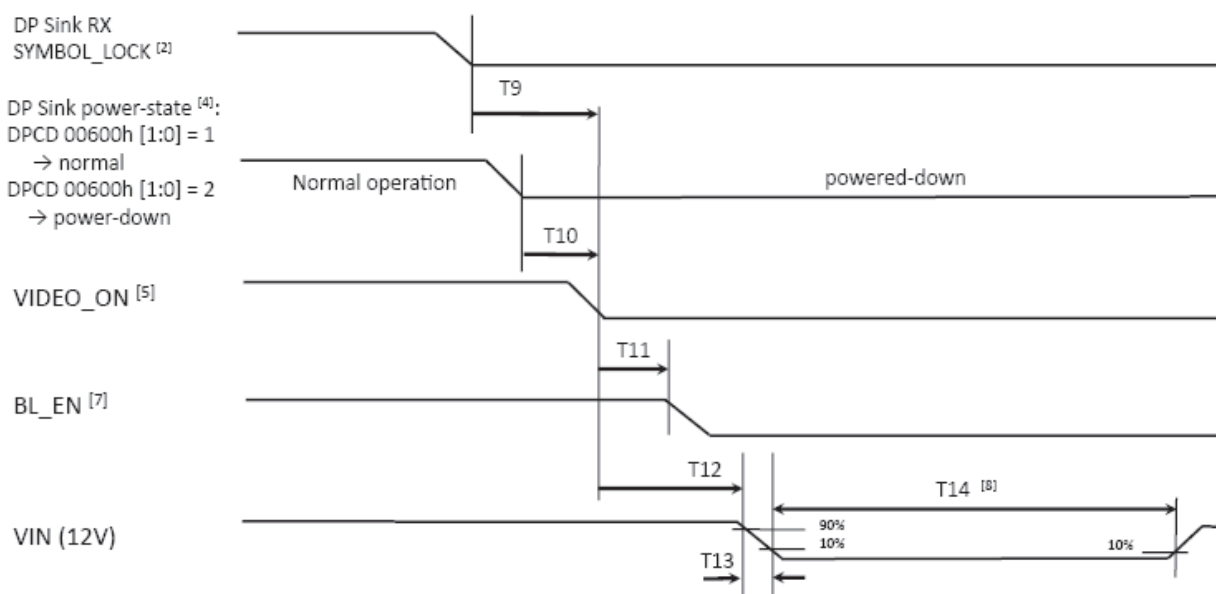 DP Sink RX
SYMBOL_LOCK [2]
T9
DP Sink power-state [4]:
DPCD 00600h [1:0] = 1
→ normal
DPCD 00600h [1:0] = 2
→ power-down
Normal operation
powered-down
T10
VIDEO_ON [5]
T11
BL_EN [7]
T12
T14 [8]
VIN (12V)
90%
10%
10%
T13